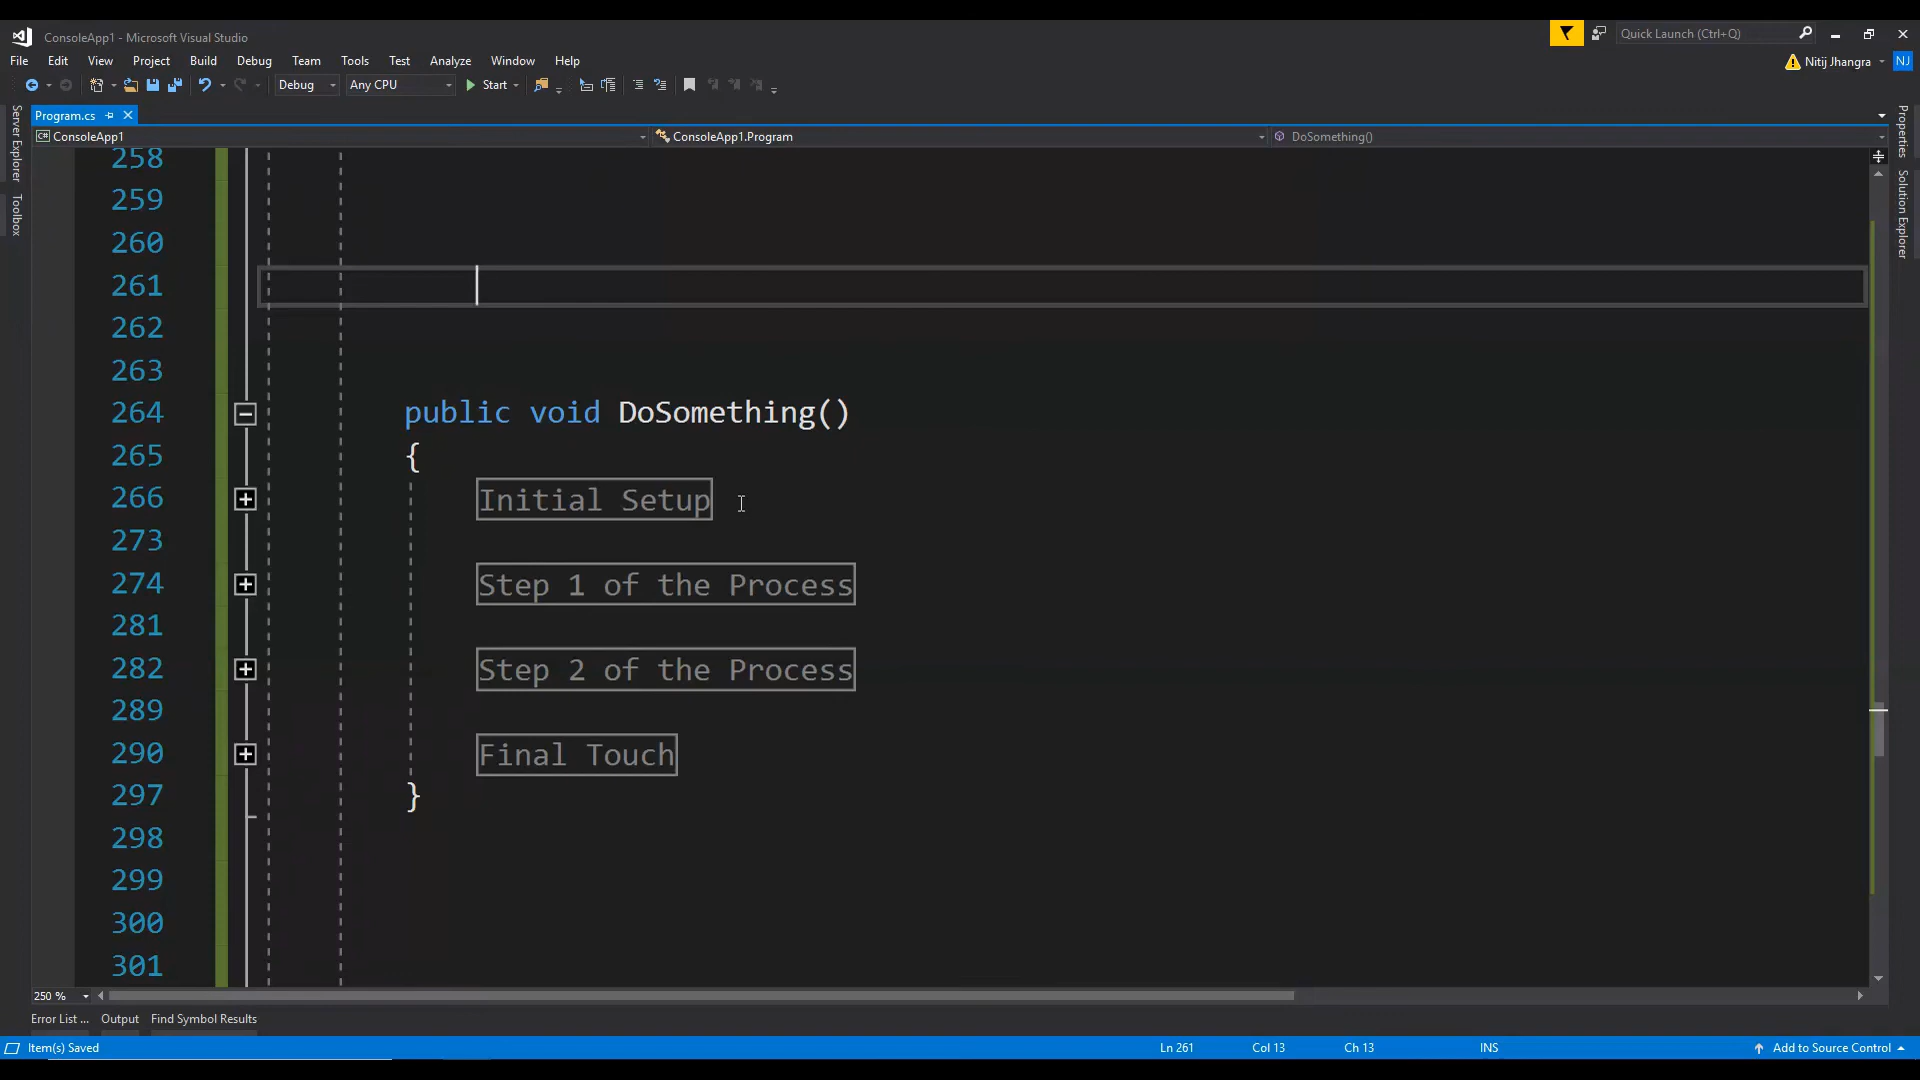 ConsoleApp1 - Microsoft Visual Studio
Quick Launch (Ctrl+Q)
File Edit View Project Build Debug Team Tools Test Analyze Window Help
Nitij Jhangra NJ
Debug Any CPU Start
Program.cs
ConsoleApp1 ConsoleApp1.Program DoSomething()
Server Explorer
Toolbox
Properties
Solution Explorer
258
259
260
261
262
263
264 public void DoSomething()
265 {
266 Initial Setup
273
274 Step 1 of the Process
281
282 Step 2 of the Process
289
290 Final Touch
297 }
298
299
300
301
250 %
Error List ... Output Find Symbol Results
Item(s) Saved Ln 261 Col 13 Ch 13 INS Add to Source Control